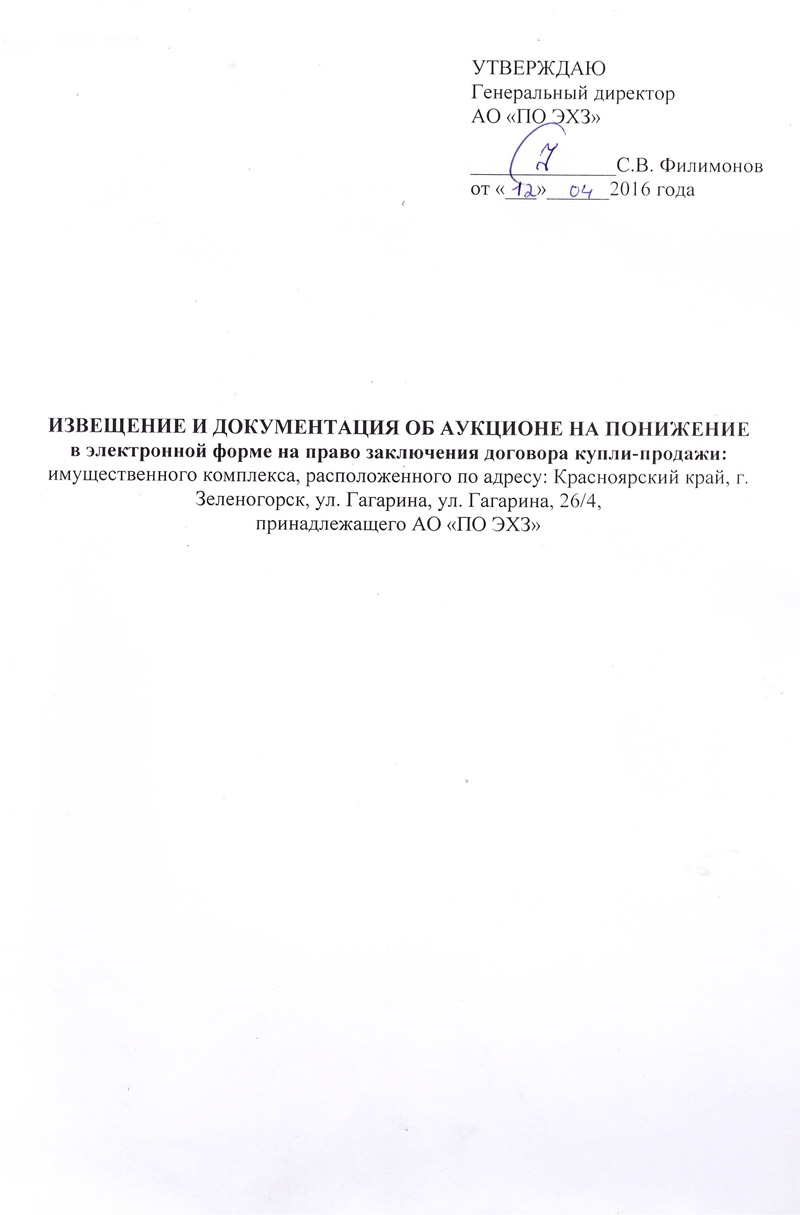 УТВЕРЖДАЮ
Генеральный директор
АО «ПО ЭХЗ»
_______________С.В. Филимонов
от «12» 04 2016 года
ИЗВЕЩЕНИЕ И ДОКУМЕНТАЦИЯ ОБ АУКЦИОНЕ НА ПОНИЖЕНИЕ
в электронной форме на право заключения договора купли-продажи:
имущественного комплекса, расположенного по адресу: Красноярский край, г.
Зеленогорск, ул. Гагарина, ул. Гагарина, 26/4,
принадлежащего АО «ПО ЭХЗ»